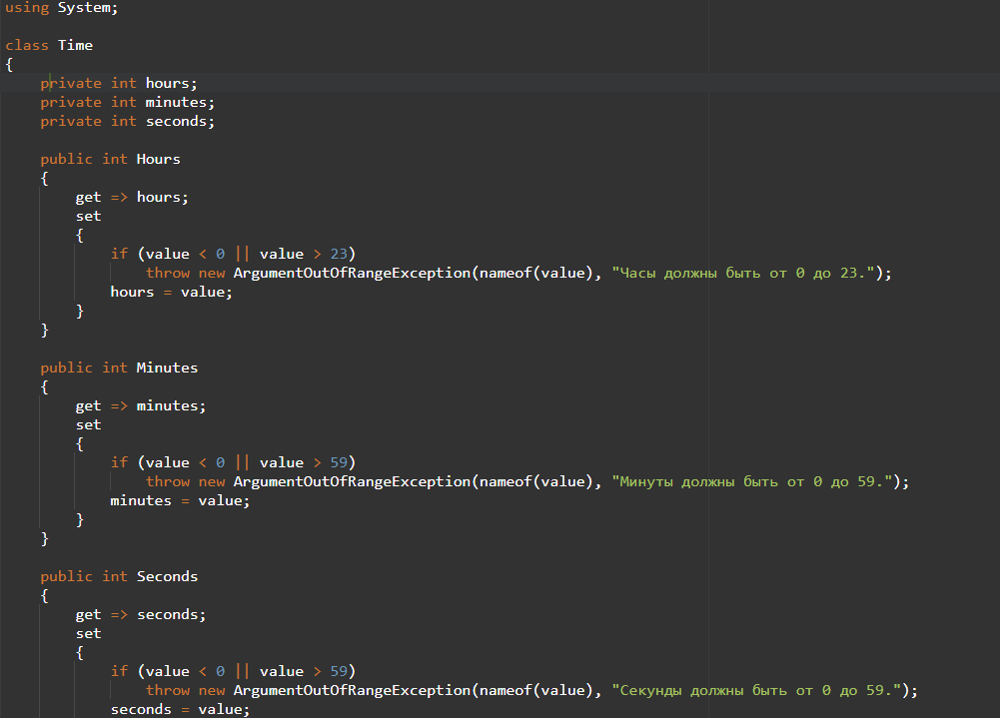 using System;
class Time
{
private int hours;
private int minutes;
private int seconds;
public int Hours
{
get => hours;
set
{
if (value < 0 || value > 23)
throw new ArgumentOutOfRangeException(nameof(value), "Часы должны быть от 0 до 23.");
hours = value;
}
}
public int Minutes
{
get => minutes;
set
{
if (value < 0 || value > 59)
throw new ArgumentOutOfRangeException(nameof(value), "Минуты должны быть от 0 до 59.");
minutes = value;
}
}
public int Seconds
{
get => seconds;
set
{
if (value < 0 || value > 59)
throw new ArgumentOutOfRangeException(nameof(value), "Секунды должны быть от 0 до 59.");
seconds = value;